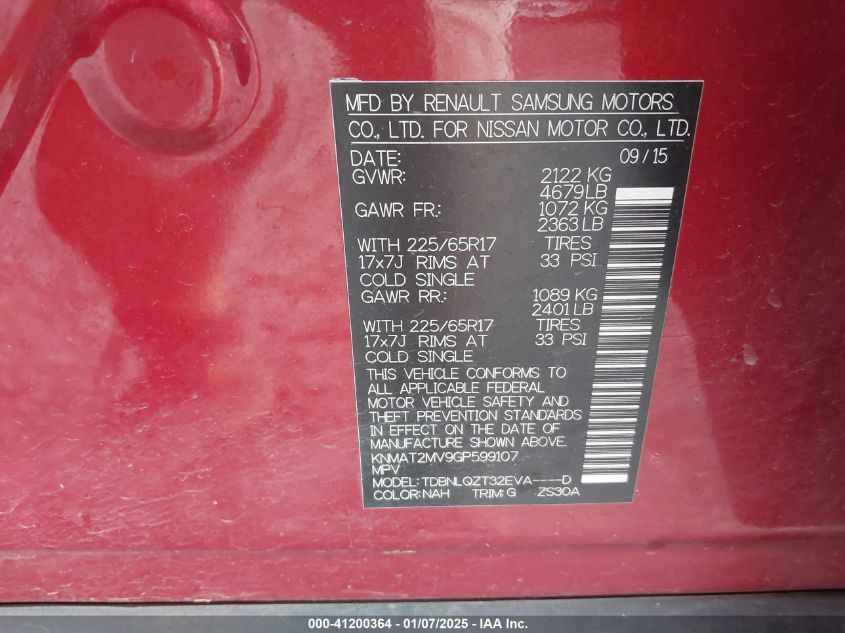 MFD BY RENAULT SAMSUNG MOTORS
CO., LTD. FOR NISSAN MOTOR CO., LTD.
DATE: 09/15
GVWR: 2122 KG
4679 LB
GAWR FR.: 1072 KG
2363 LB
WITH 225/65R17 TIRES
17x7J RIMS AT 33 PSI
COLD SINGLE
GAWR RR.: 1089 KG
2401 LB
WITH 225/65R17 TIRES
17x7J RIMS AT 33 PSI
COLD SINGLE
THIS VEHICLE CONFORMS TO
ALL APPLICABLE FEDERAL
MOTOR VEHICLE SAFETY AND
THEFT PREVENTION STANDARDS
IN EFFECT ON THE DATE OF
MANUFACTURE SHOWN ABOVE.
KNMAT2MV9GP599107
MPV
MODEL: TDBNLQZT32EVA----D
COLOR: NAH TRIM: G ZS30A
000-41200364 - 01/07/2025 - IAA Inc.